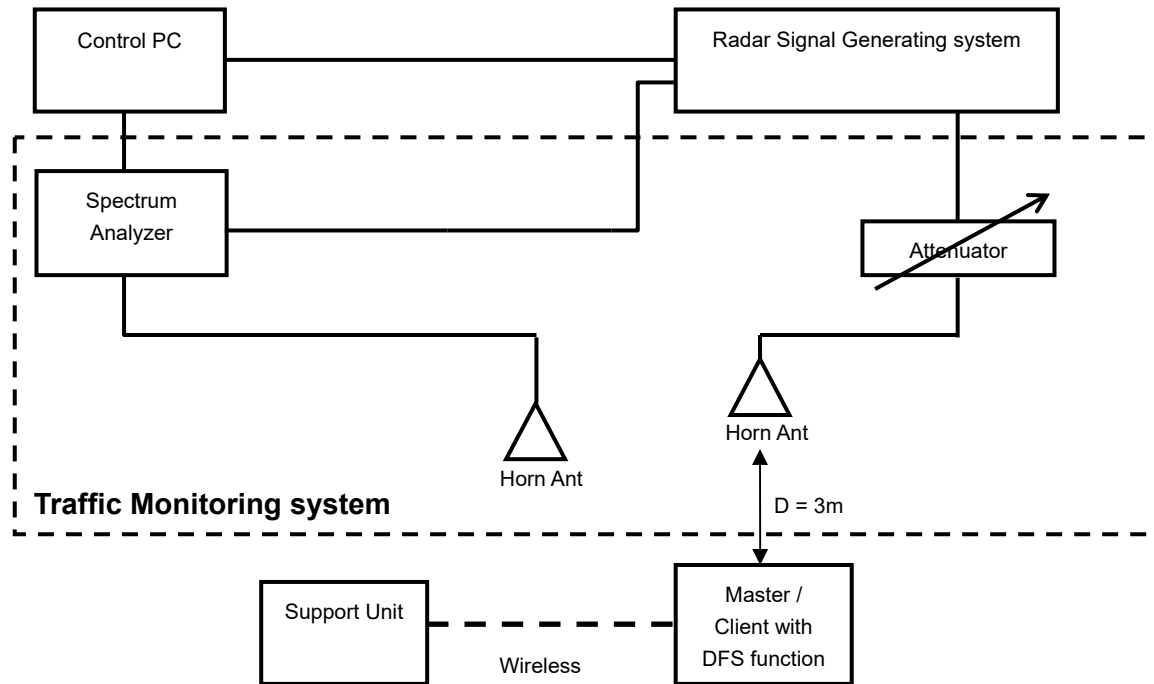 Control PC
Radar Signal Generating system
Spectrum
Analyzer
Attenuator
Horn Ant
Horn Ant
Traffic Monitoring system
D = 3m
Support Unit
Wireless
Master /
Client with
DFS function